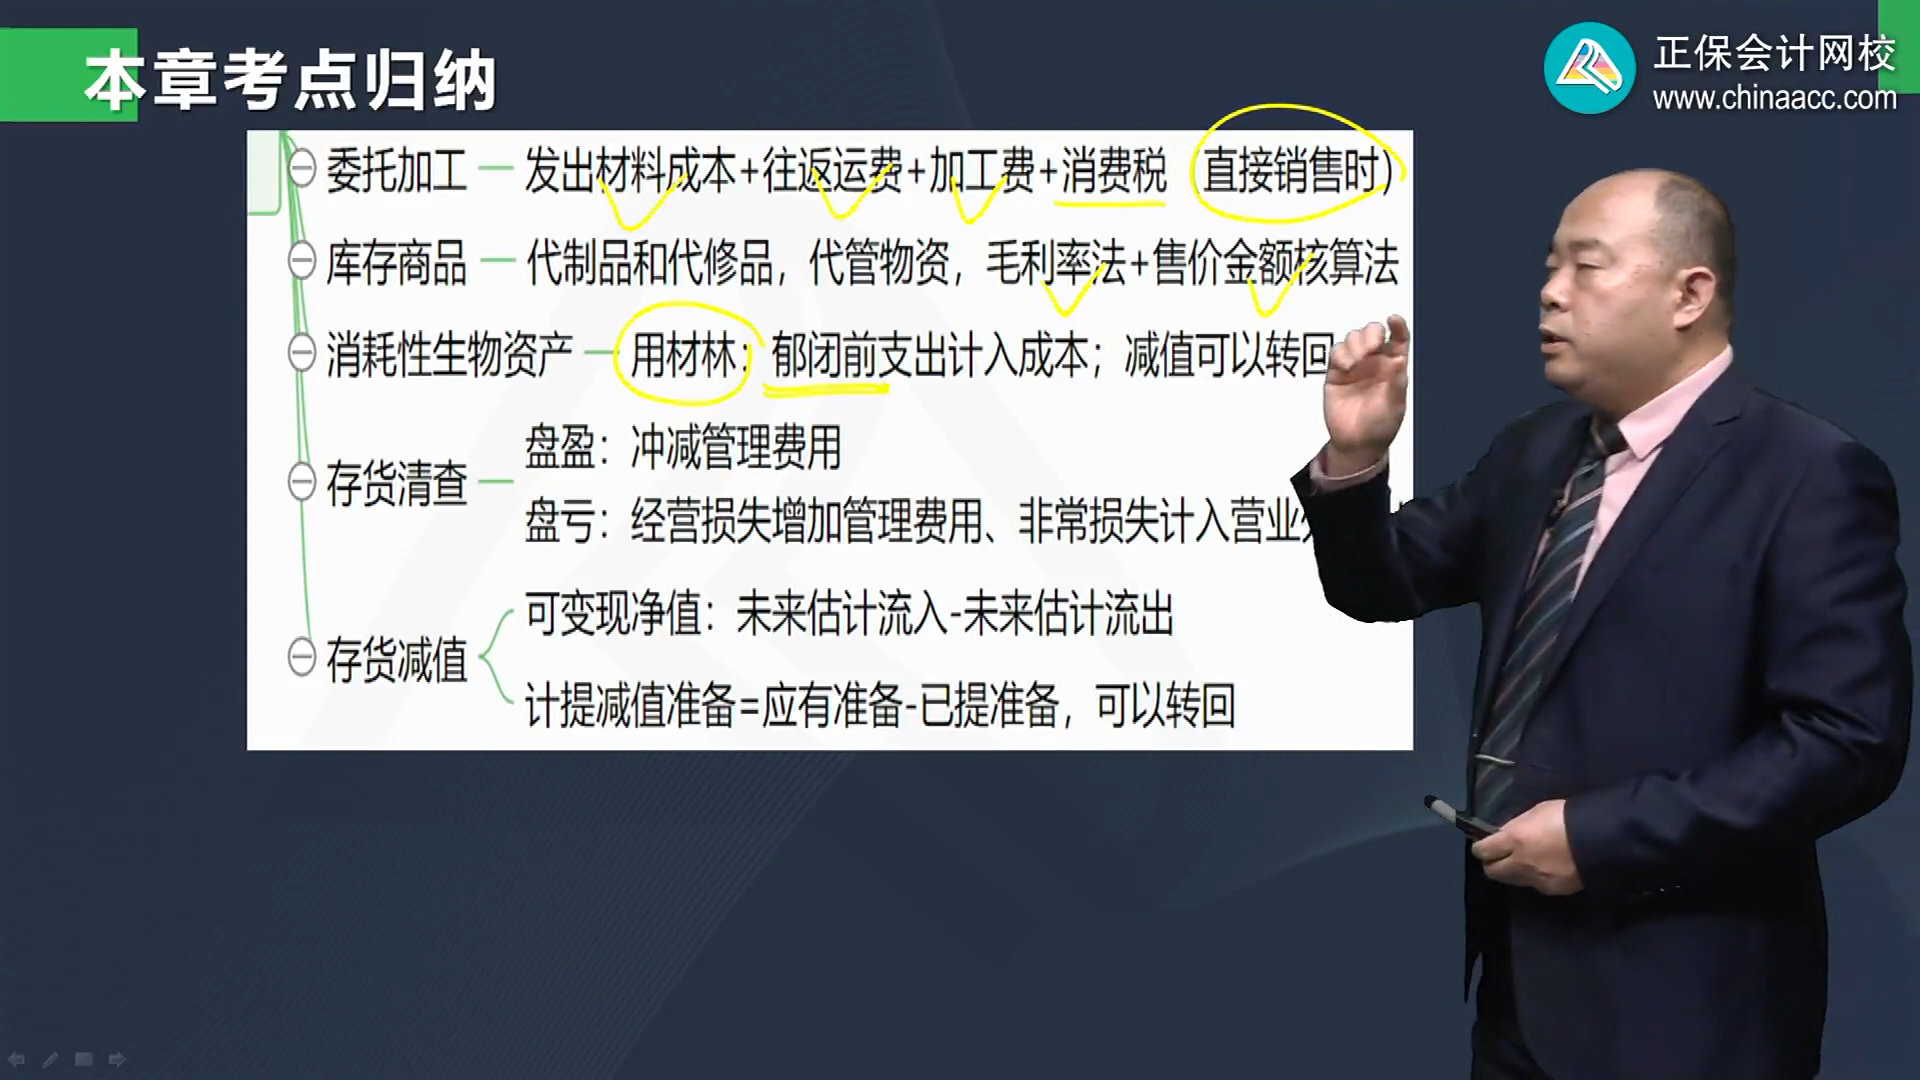 本章考点归纳
正保会计网校
www.chinaacc.com
委托加工 发出材料成本+往返运费+加工费+消费税（直接销售时）
库存商品 代制品和代修品，代管物资，毛利率法+售价金额核算法
消耗性生物资产 用材林：郁闭前支出计入成本；减值可以转回
存货清查
盘盈：冲减管理费用
盘亏：经营损失增加管理费用、非常损失计入营业
存货减值
可变现净值：未来估计流入-未来估计流出
计提减值准备=应有准备-已提准备，可以转回